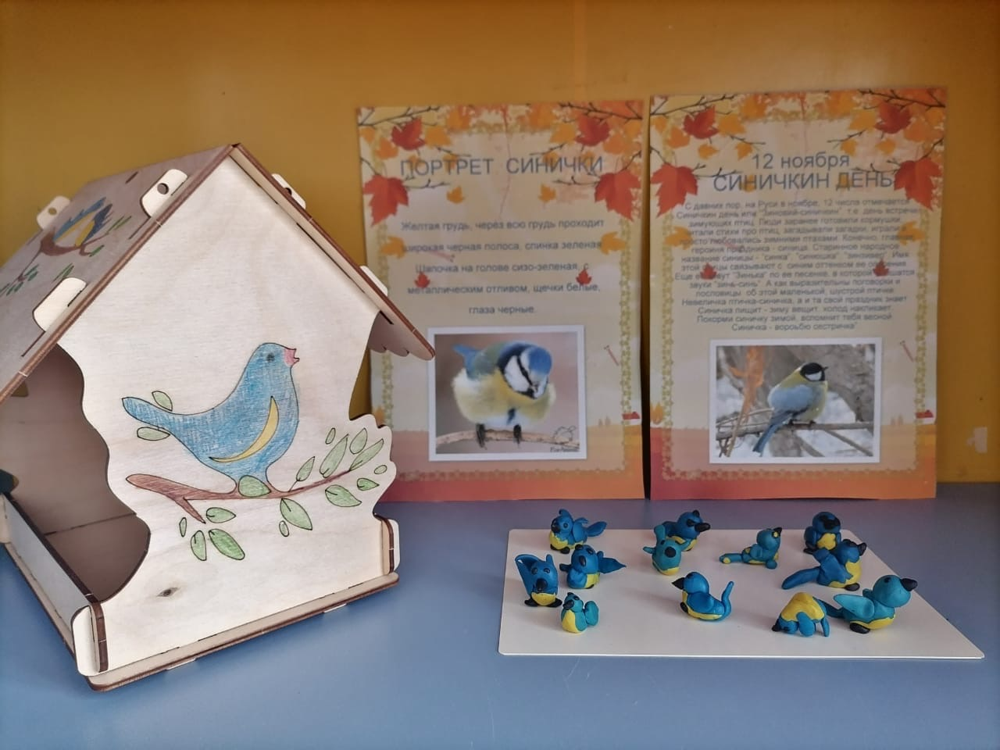 ПОРТРЕТ СИНИЧКИ
Желтая грудь, через всю грудь проходит
широкая черная полоса, спинка зеленая.
Шапочка на голове сизо-зеленая, с
металлическим отливом, щечки белые,
глаза черные.
12 ноября
СИНИЧКИН ДЕНЬ
С давних пор, на Руси в ноябре, 12 числа отмечается
Синичкин день или "Зиновий-синичкин" т.е. день встречи
зимующих птиц. Люди заранее готовили кормушки,
читали стихи про птиц, загадывали загадки, играли,
просто любовались зимними птахами. Конечно, главная
героиня праздника - синица. Старинное народное
название синицы - "синка", "синюшка", "зинзивер". Имя
этой птицы связывают с синим оттенком ее оперения.
Еще ее зовут "Зинька" по ее песенке, в которой слышатся
звуки "зинь-синь". А как выразительны поговорки и
пословицы об этой маленькой, шустрой птичке.
Невеличка птичка-синичка, а и та свой праздник знает.
Синичка пищит - зиму вещит, холод накликает.
Покорми синичку зимой, вспомнит тебя весной.
Синичка - воробью сестричка"